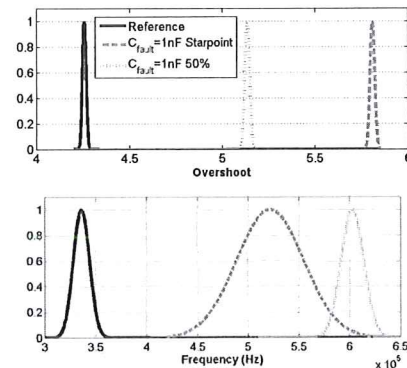 1
0.8
0.6
0.4
0.2
0
Reference
C_fault=1nF Starpoint
C_fault=1nF 50%
4 4.5 5 5.5 6
Overshoot
1
0.8
0.6
0.4
0.2
0
3 3.5 4 4.5 5 5.5 6 6.5
Frequency (Hz)
x 10^5